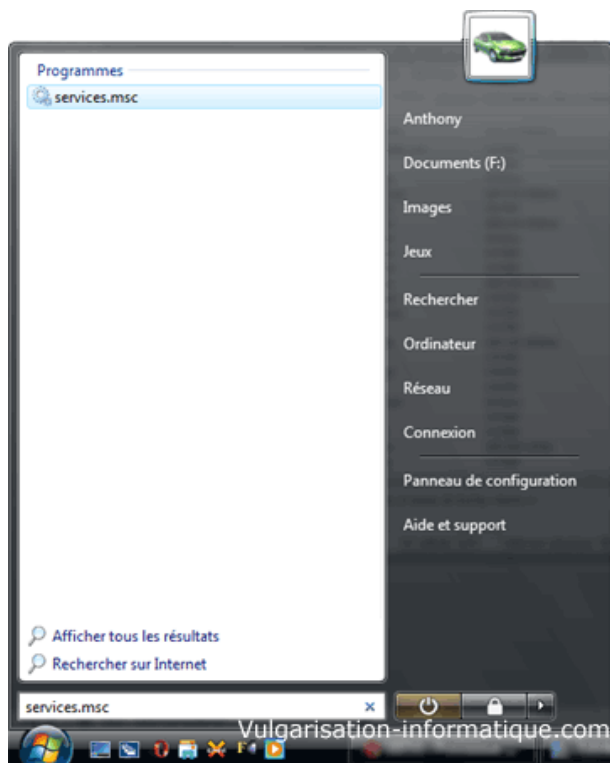 Programmes
services.msc
Anthony
Documents (F:)
Images
Jeux
Rechercher
Ordinateur
Réseau
Connexion
Panneau de configuration
Aide et support
Afficher tous les résultats
Rechercher sur Internet
services.msc
Vulgarisation-informatique.com